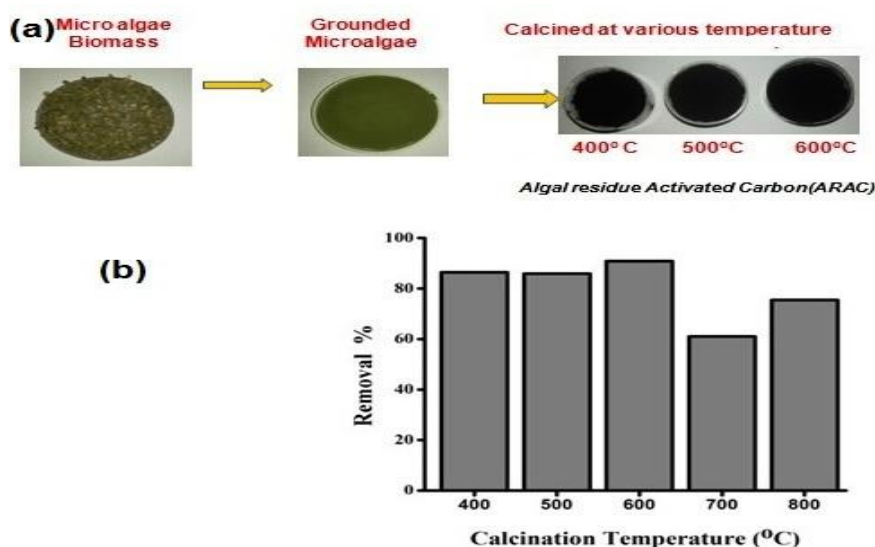 (a)
Micro algae
Biomass
Grounded
Microalgae
Calcined at various temperature
400° C
500°C
600°C
Algal residue Activated Carbon(ARAC)
(b)
100
80
60
40
20
0
Removal %
400
500
600
700
800
Calcination Temperature (⁰C)